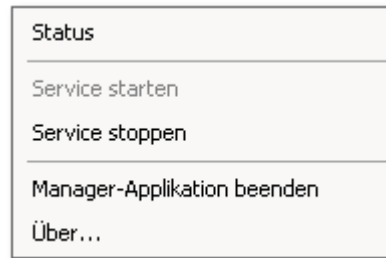 Status
Service starten
Service stoppen
Manager-Applikation beenden
Über...